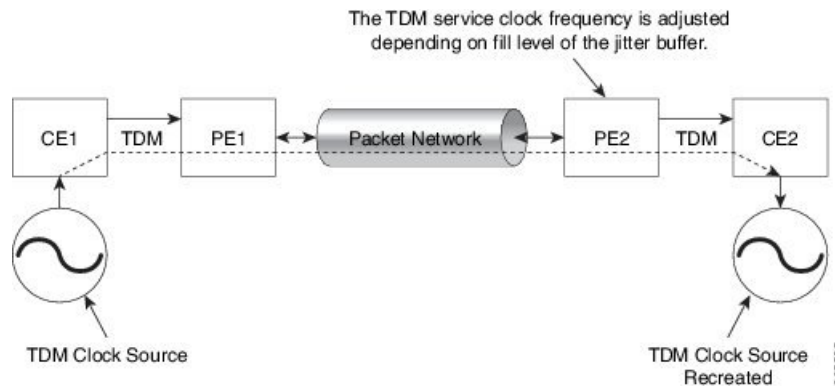 The TDM service clock frequency is adjusted
depending on fill level of the jitter buffer.
CE1
TDM
PE1
Packet Network
PE2
TDM
CE2
TDM Clock Source
TDM Clock Source
Recreated